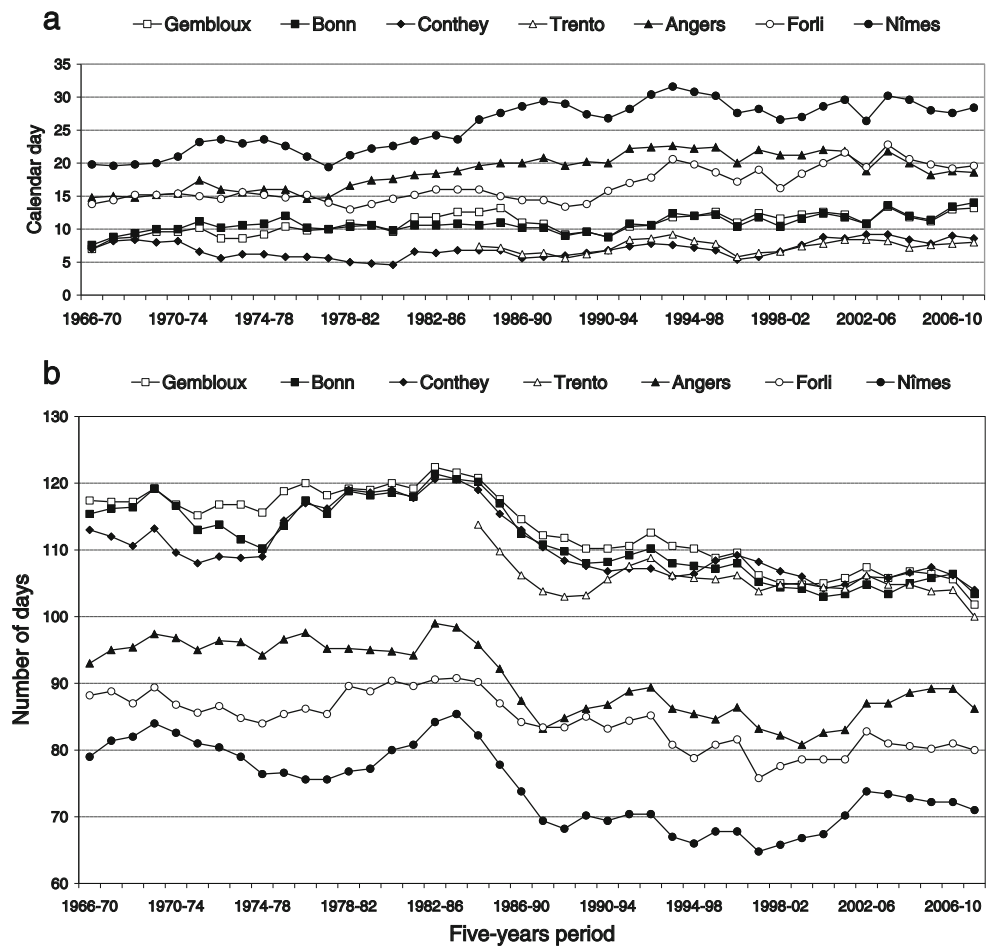 a
Gembloux Bonn Conthey Trento Angers Forli Nîmes
Calendar day
35
30
25
20
15
10
5
0
1966-70 1970-74 1974-78 1978-82 1982-86 1986-90 1990-94 1994-98 1998-02 2002-06 2006-10
b
Gembloux Bonn Conthey Trento Angers Forli Nîmes
Number of days
130
120
110
100
90
80
70
60
1966-70 1970-74 1974-78 1978-82 1982-86 1986-90 1990-94 1994-98 1998-02 2002-06 2006-10
Five-years period